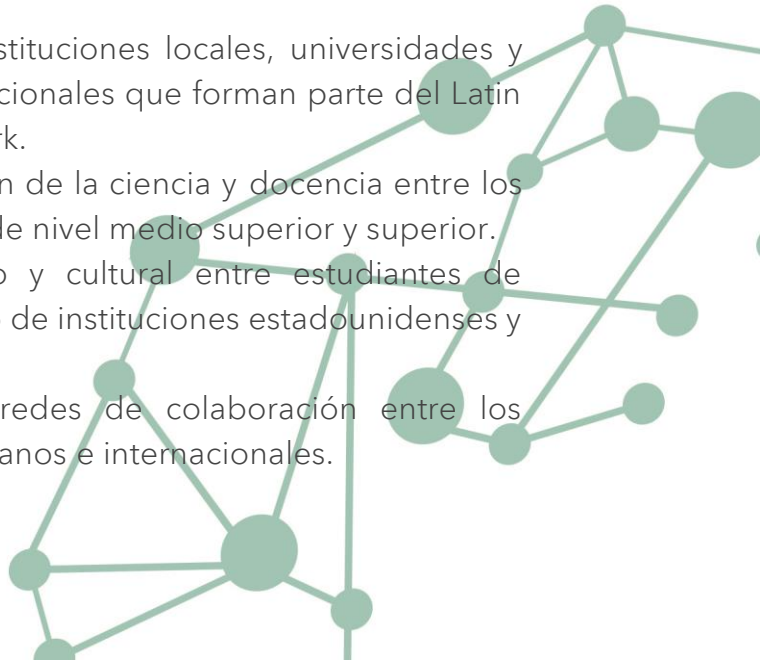 stituciones locales, universidades y
cionales que forman parte del Latin
rk.
n de la ciencia y docencia entre los
de nivel medio superior y superior.
o y cultural entre estudiantes de
de instituciones estadounidenses y
redes de colaboración entre los
anos e internacionales.